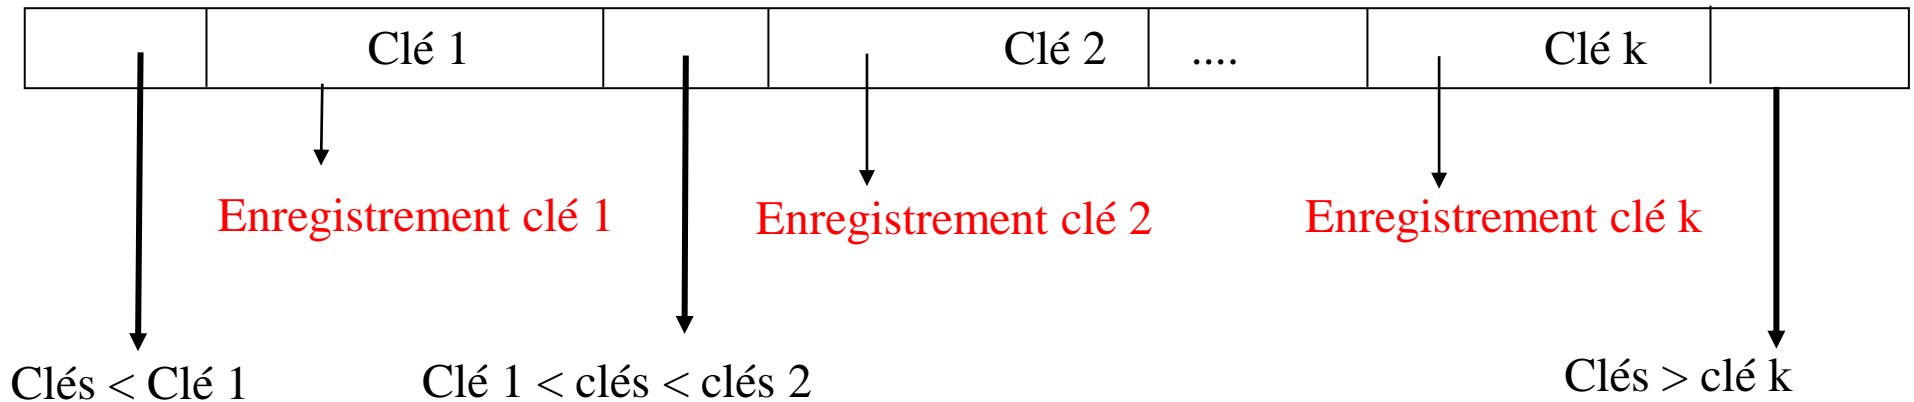 Clé 1 Clé 2 .... Clé k
Enregistrement clé 1 Enregistrement clé 2 Enregistrement clé k
Clés < Clé 1 Clé 1 < clés < clés 2 Clés > clé k